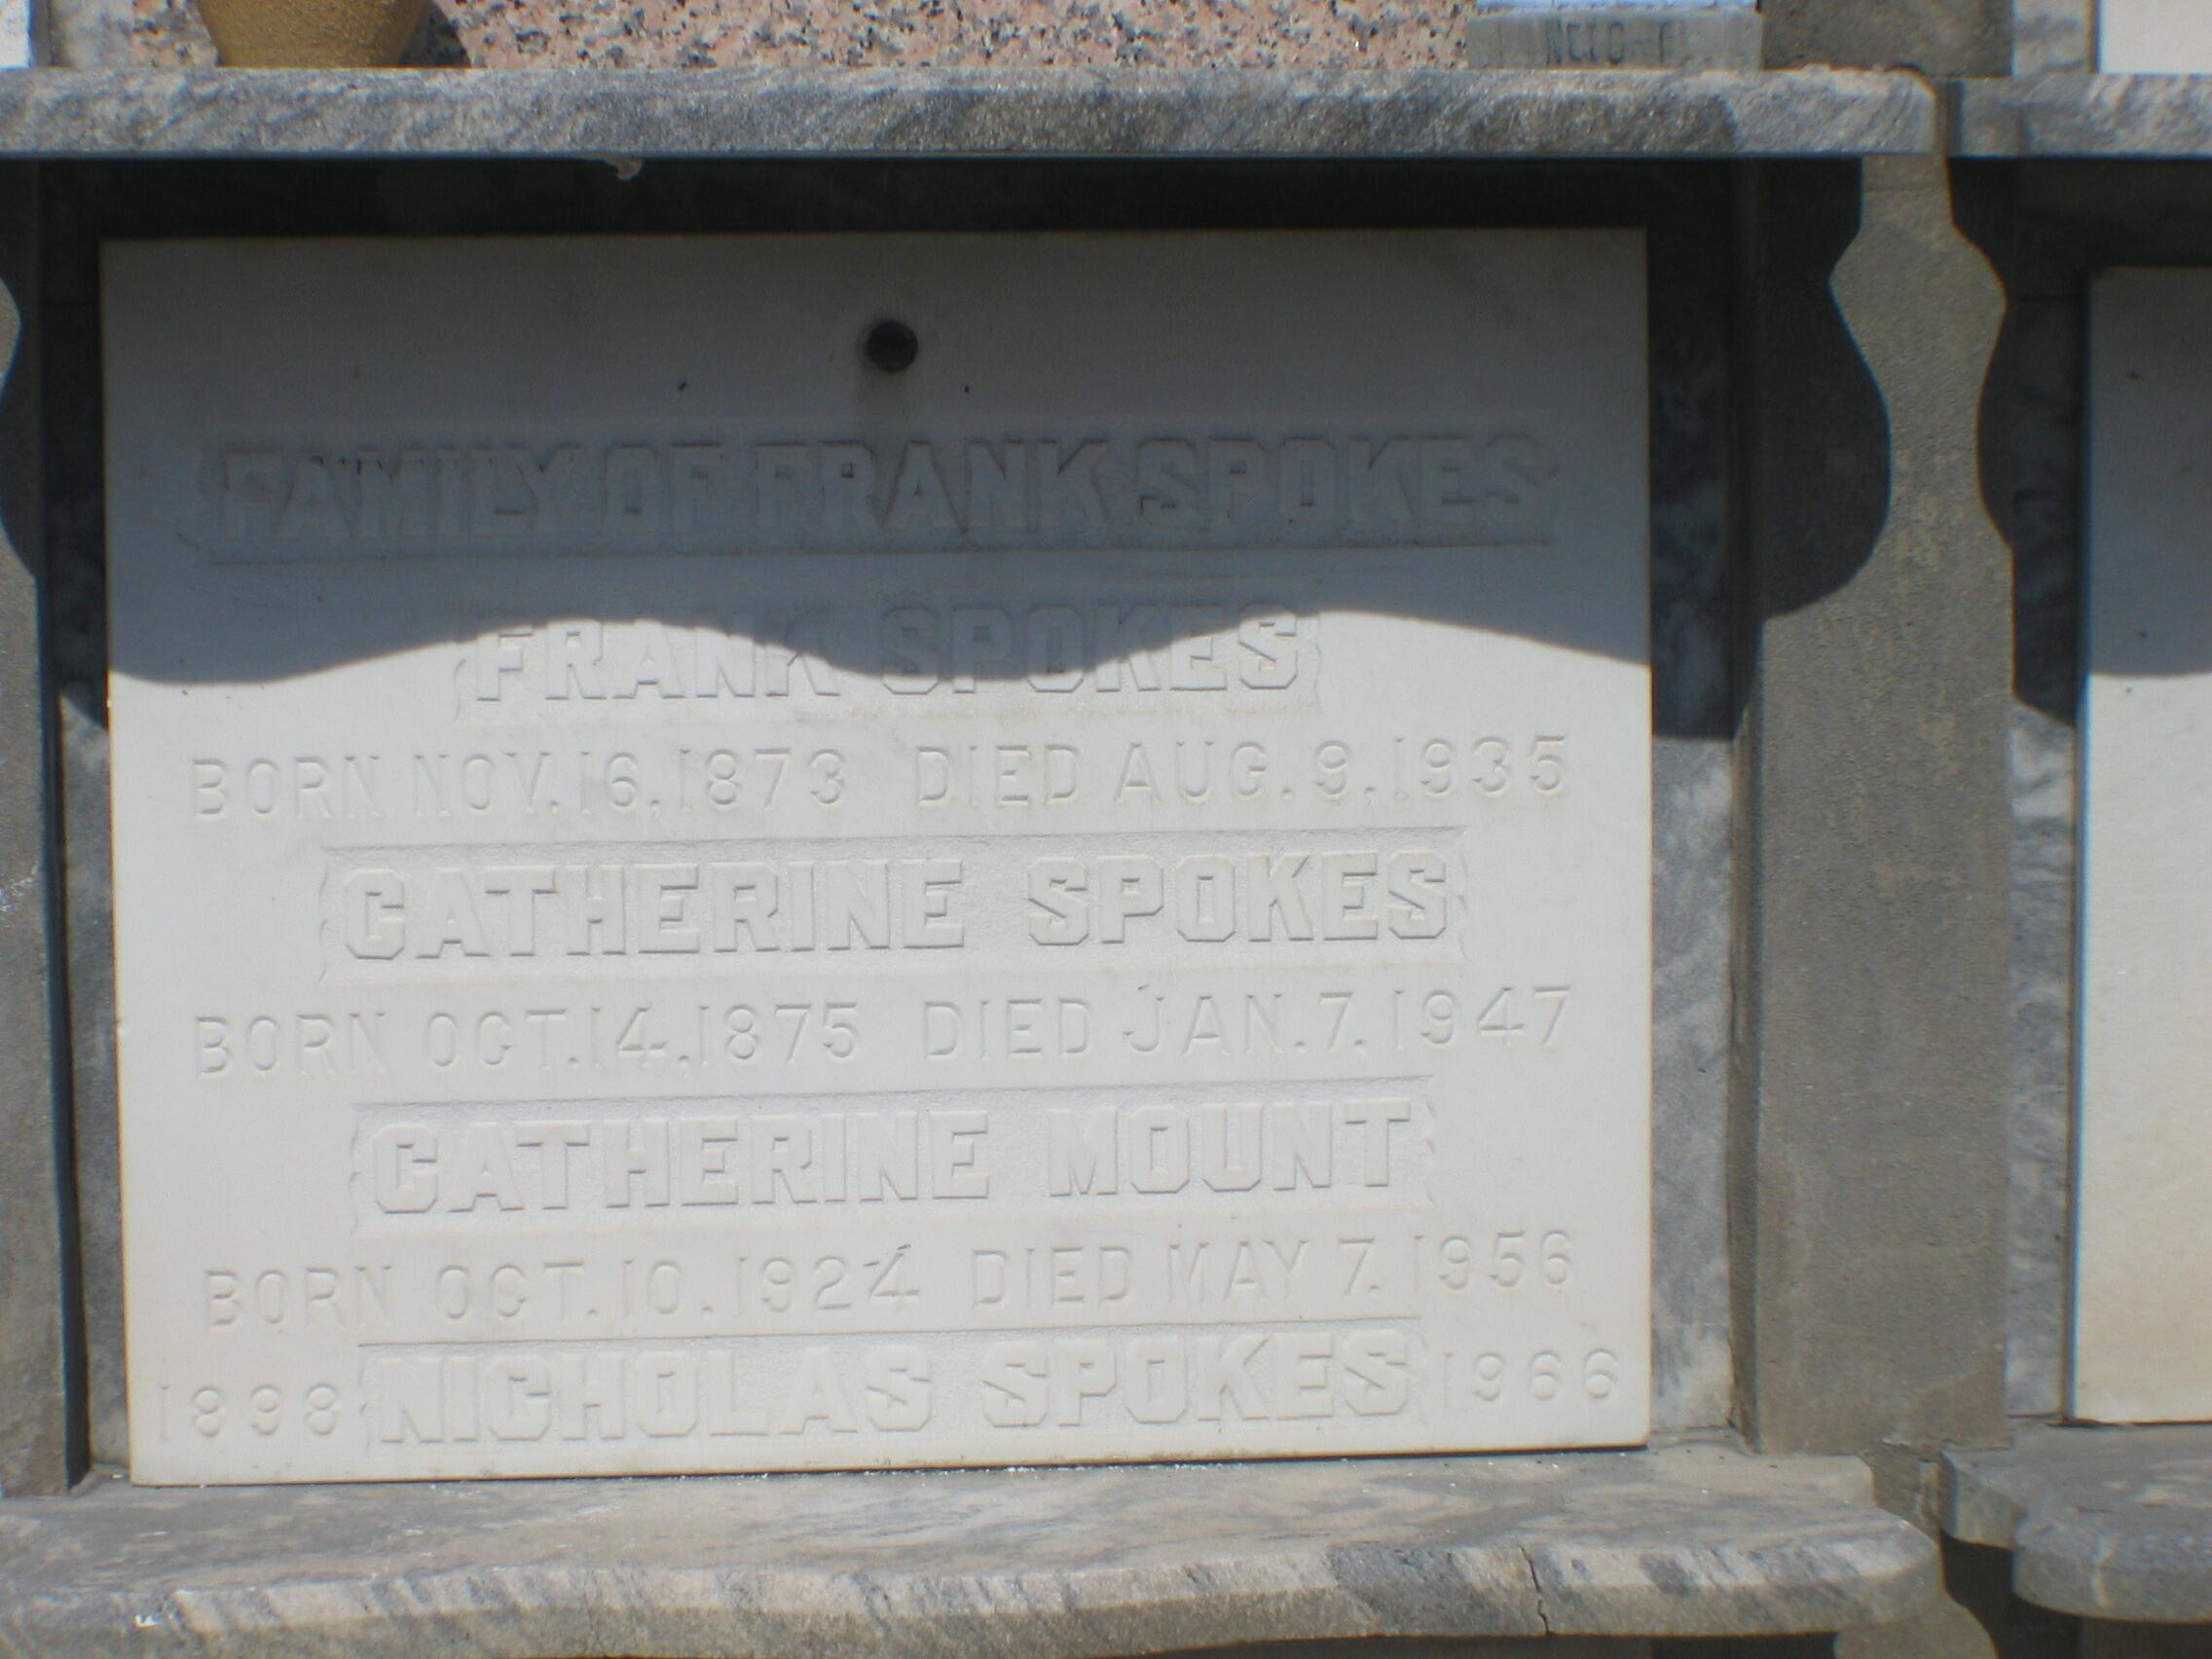 FAMILY OF FRANK SPOKES
FRANK SPOKES
BORN NOV. 16, 1873 DIED AUG. 9, 1935
CATHERINE SPOKES
BORN OCT. 14, 1875 DIED JAN. 7, 1947
CATHERINE MOUNT
BORN OCT. 10. 1924 DIED MAY 7. 1956
1898 NICHOLAS SPOKES 1966